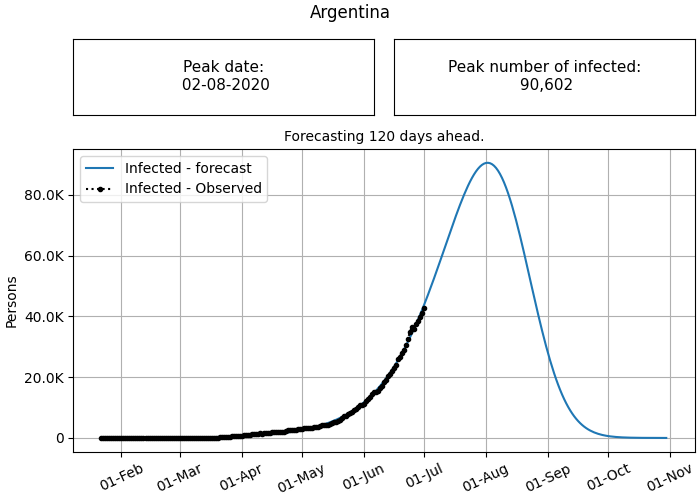 Argentina
Peak date:
02-08-2020
Peak number of infected:
90,602
Forecasting 120 days ahead.
Infected - forecast
Infected - Observed
80.0K
60.0K
40.0K
20.0K
0
Persons
01-Feb
01-Mar
01-Apr
01-May
01-Jun
01-Jul
01-Aug
01-Sep
01-Oct
01-Nov